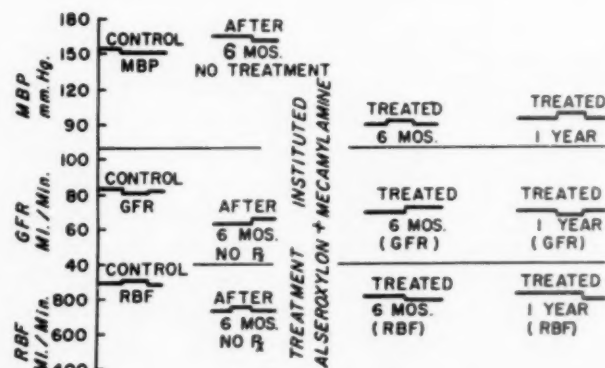 MBP
mm.Hg.
180
150
120
90
CONTROL
MBP
AFTER
6 MOS.
NO TREATMENT
TREATED
6 MOS.
TREATED
1 YEAR
GFR
Ml./Min.
100
80
60
40
CONTROL
GFR
AFTER
6 MOS.
NO ℞
TREATED
6 MOS.
(GFR)
TREATED
1 YEAR
(GFR)
RBF
Ml./Min.
800
600
CONTROL
RBF
AFTER
6 MOS.
NO ℞
TREATED
6 MOS.
(RBF)
TREATED
1 YEAR
(RBF)
TREATMENT INSTITUTED
ALSEROXYLON + MECAMYLAMINE